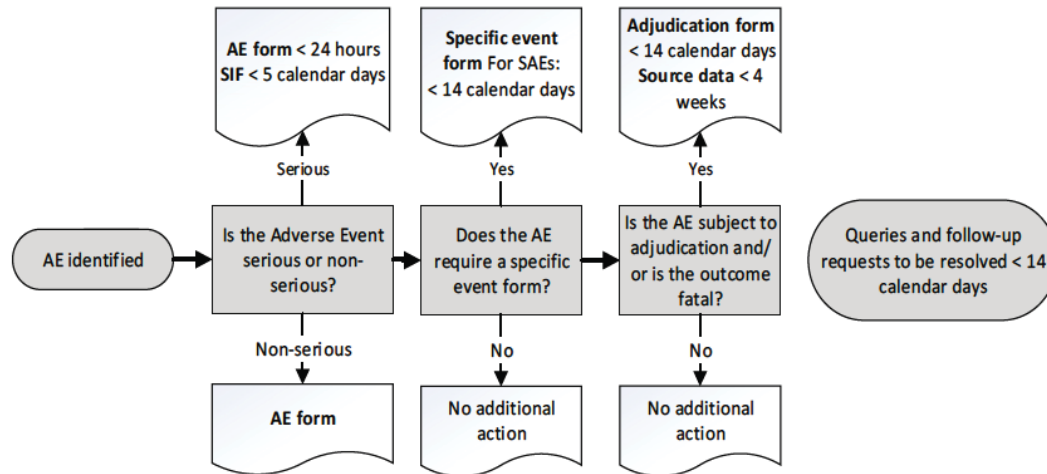 AE form < 24 hours
SIF < 5 calendar days
Specific event
form For SAEs:
< 14 calendar days
Adjudication form
< 14 calendar days
Source data < 4
weeks
Serious
Yes
Yes
AE identified
Is the Adverse Event
serious or non-
serious?
Does the AE
require a specific
event form?
Is the AE subject to
adjudication and/
or is the outcome
fatal?
Queries and follow-up
requests to be resolved < 14
calendar days
Non-serious
No
No
AE form
No additional
action
No additional
action